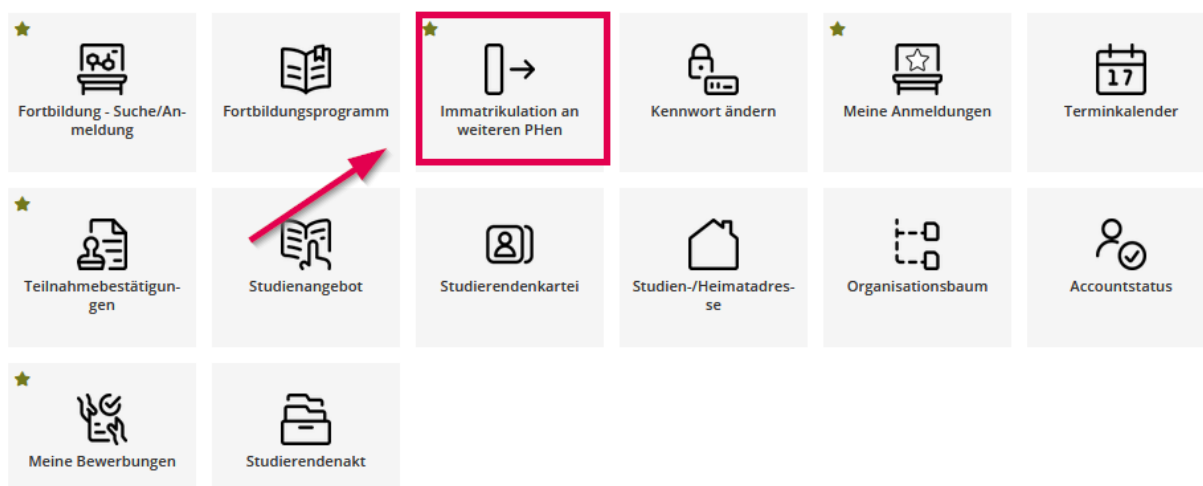 Fortbildung - Suche/An-
meldung
Fortbildungsprogramm
Immatrikulation an
weiteren PHen
Kennwort ändern
Meine Anmeldungen
17
Terminkalender
Teilnahmebestätigun-
gen
Studienangebot
Studierendenkartei
Studien-/Heimatadres-
se
Organisationsbaum
Accountstatus
Meine Bewerbungen
Studierendenakt